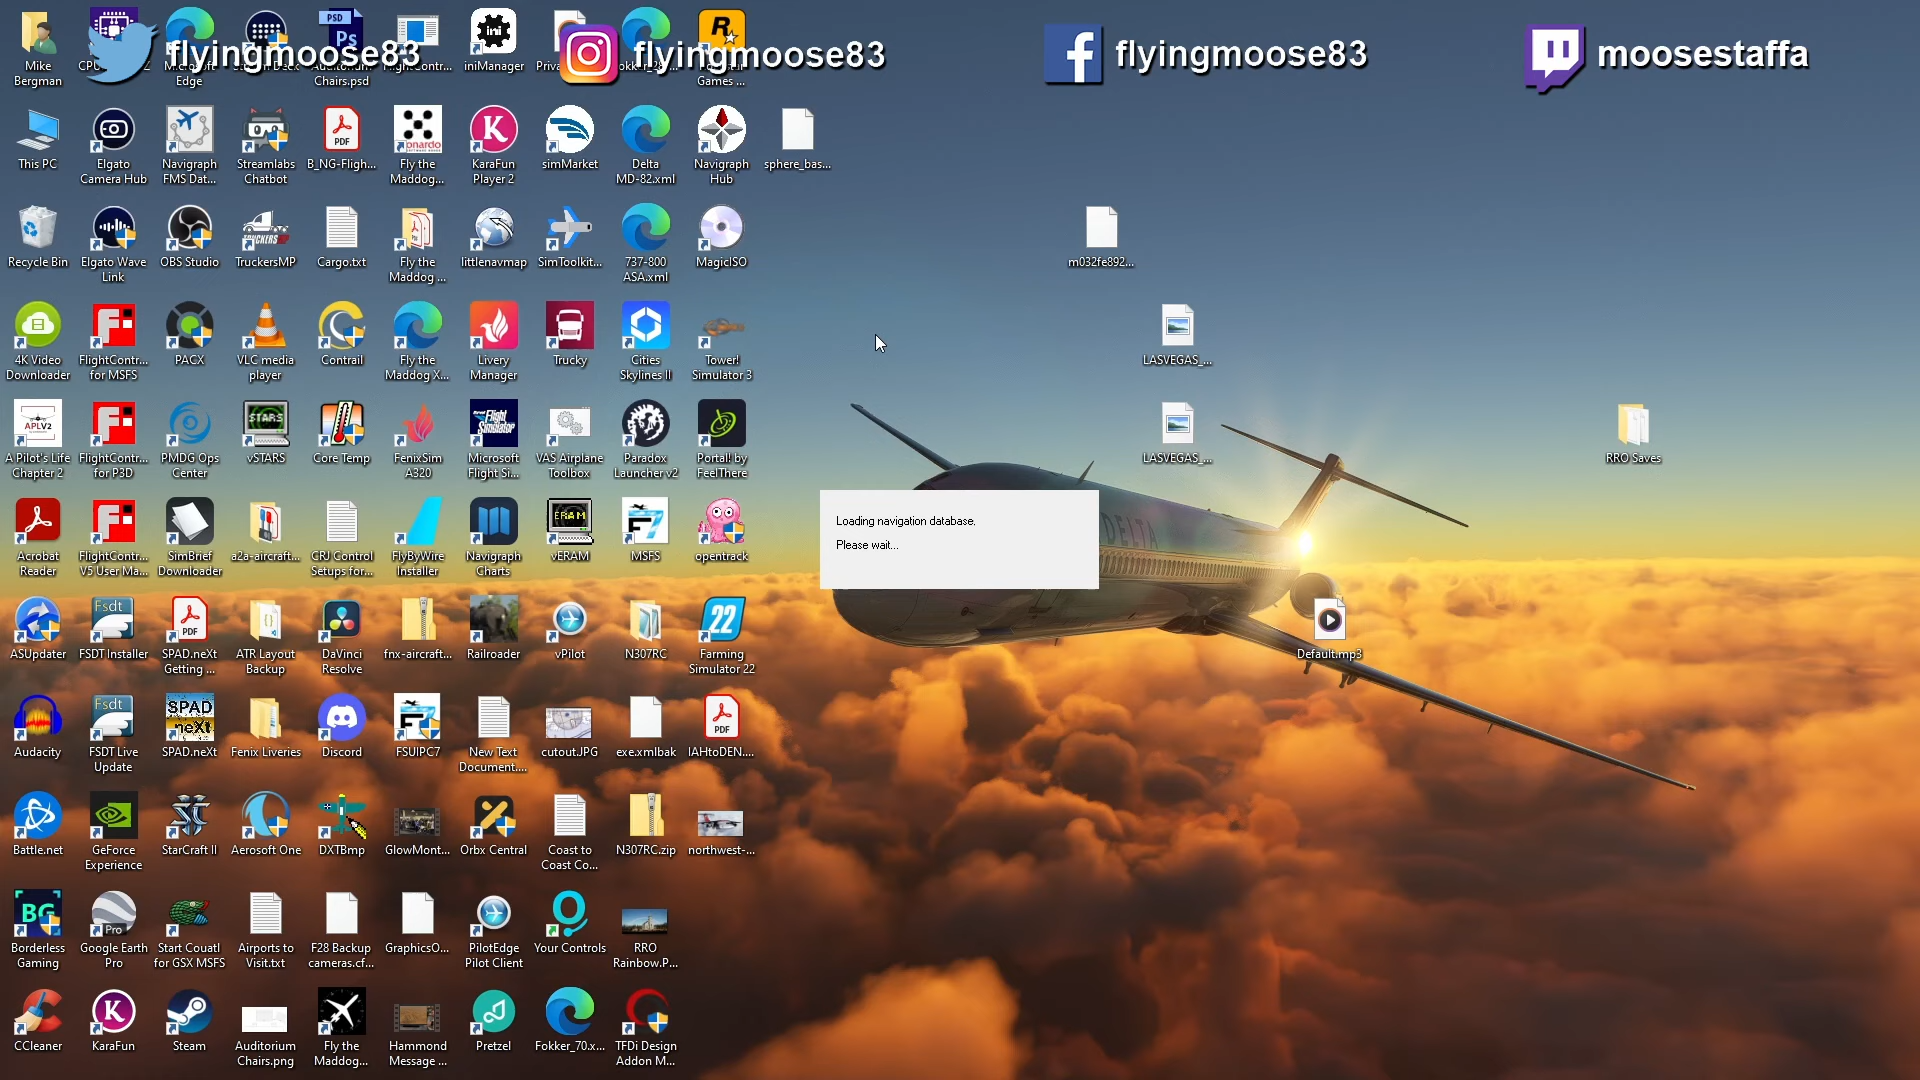 flyingmoose83
flyingmoose83
flyingmoose83
moosestaffa
Mike
Bergman
Microsoft
Edge
Auditorium
Chairs.psd
iniManager
Games ...
This PC
Elgato
Camera Hub
Navigraph
FMS Dat...
Streamlabs
Chatbot
B_NG-Fligh...
Fly the
Maddog...
KaraFun
Player 2
simMarket
Delta
MD-82.xml
Navigraph
Hub
sphere_bas...
Recycle Bin
Elgato Wave
Link
OBS Studio
TruckersMP
Cargo.txt
Fly the
Maddog ...
littlenavmap
SimToolkit...
737-800
ASA.xml
MagicISO
m032fe892...
4K Video
Downloader
FlightContr...
for MSFS
PACX
VLC media
player
Contrail
Fly the
Maddog X...
Livery
Manager
Trucky
Cities
Skylines II
Tower!
Simulator 3
LASVEGAS_...
A Pilot's Life
Chapter 2
FlightContr...
for P3D
PMDG Ops
Center
vSTARS
Core Temp
FenixSim
A320
Microsoft
Flight Si...
VAS Airplane
Toolbox
Paradox
Launcher v2
Portal! by
FeelThere
LASVEGAS_...
RRO Saves
Loading navigation database.
Please wait...
Acrobat
Reader
FlightContr...
V5 User Ma...
SimBrief
Downloader
a2a-aircraft...
CRJ Control
Setups for...
FlyByWire
Installer
Navigraph
Charts
vERAM
MSFS
opentrack
ASUpdater
FSDT Installer
SPAD.neXt
Getting ...
ATR Layout
Backup
DaVinci
Resolve
fnx-aircraft...
Railroader
vPilot
N307RC
Farming
Simulator 22
Default.mp3
Audacity
FSDT Live
Update
SPAD.neXt
Fenix Liveries
Discord
FSUIPC7
New Text
Document....
cutout.JPG
exe.xmlbak
IAHtoDEN....
Battle.net
GeForce
Experience
StarCraft II
Aerosoft One
DXTBmp
GlowMont...
Orbx Central
Coast to
Coast Co...
N307RC.zip
northwest-...
Borderless
Gaming
Google Earth
Pro
Start Couatl
for GSX MSFS
Airports to
Visit.txt
F28 Backup
cameras.cf...
GraphicsO...
PilotEdge
Pilot Client
Your Controls
RRO
Rainbow.P...
CCleaner
KaraFun
Steam
Auditorium
Chairs.png
Fly the
Maddog...
Hammond
Message ...
Pretzel
Fokker_70.x...
TFDi Design
Addon M...